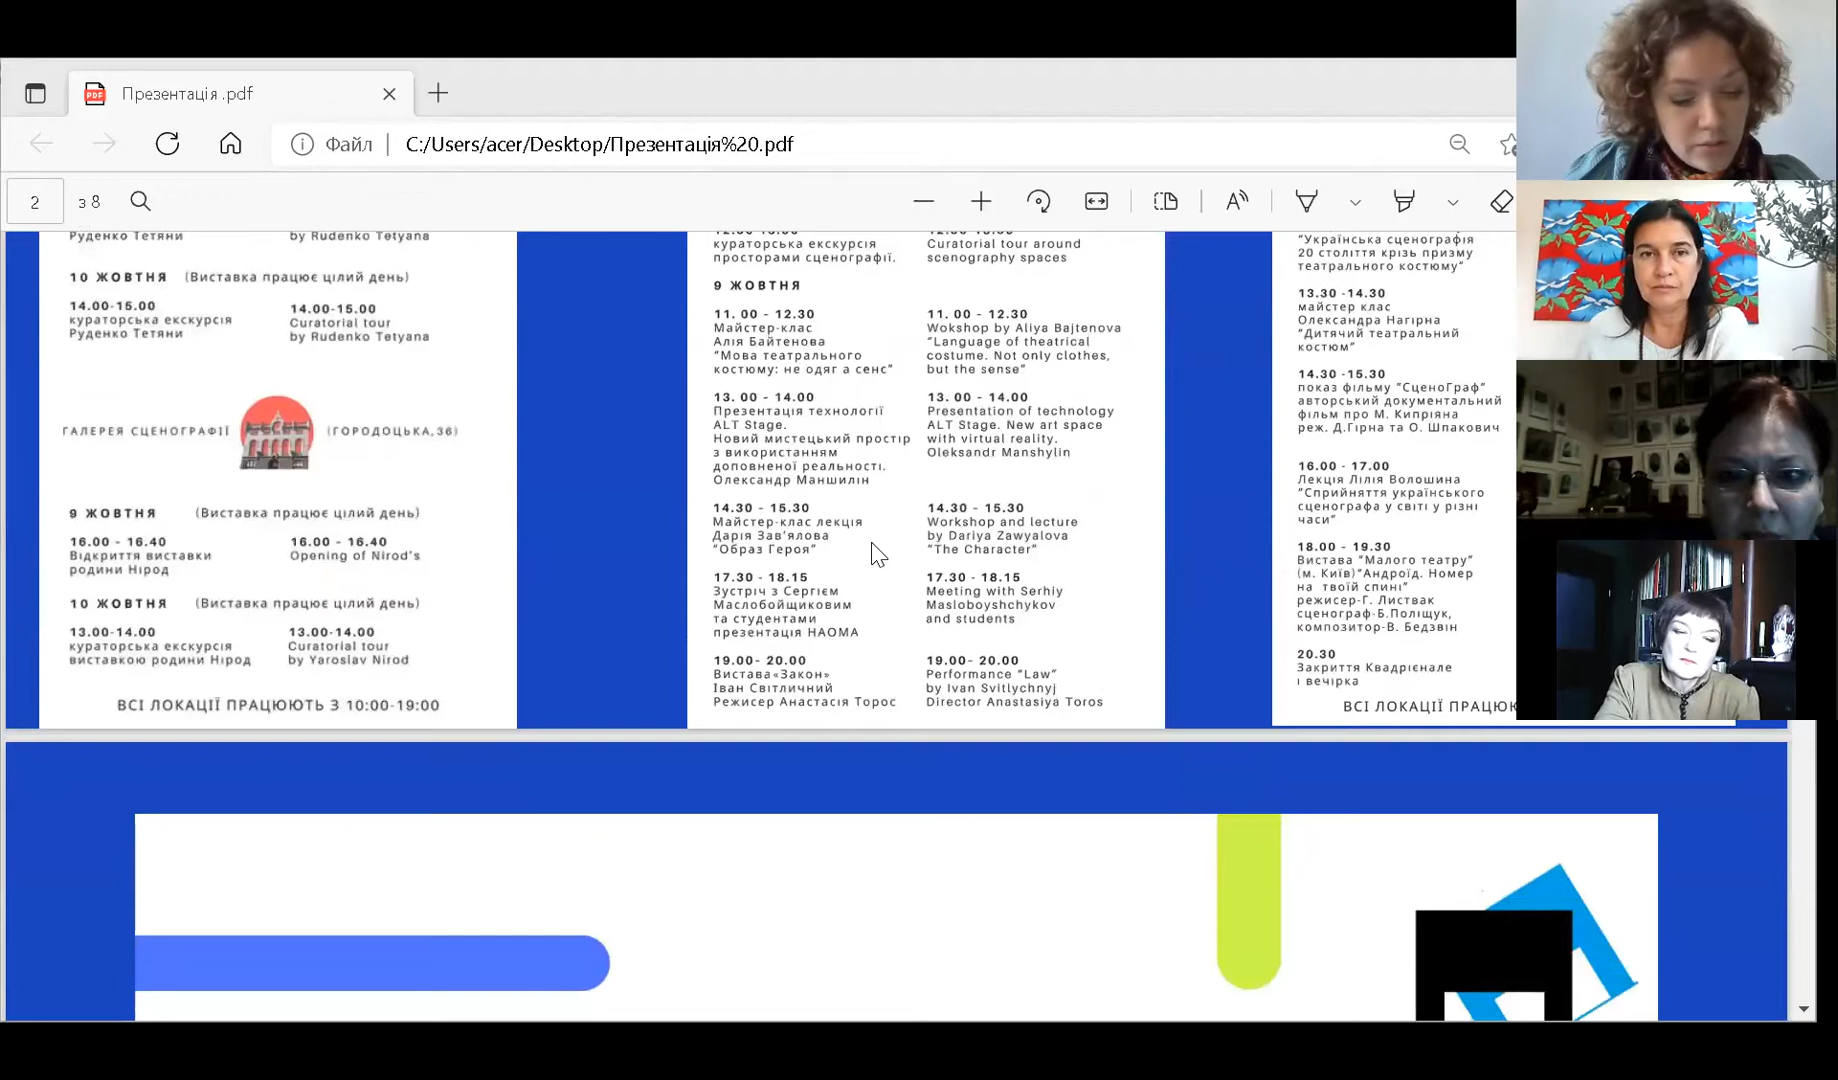 Презентація .pdf
Файл
C:/Users/acer/Desktop/Презентація%20.pdf
2 з 8
Руденко Тетяни
by Rudenko Tetyana
10 ЖОВТНЯ (Виставка працює цілий день)
14.00-15.00
кураторська екскурсія
Руденко Тетяни
14.00-15.00
Curatorial tour
by Rudenko Tetyana
ГАЛЕРЕЯ СЦЕНОГРАФІЇ (ГОРОДОЦЬКА,36)
9 ЖОВТНЯ (Виставка працює цілий день)
16.00 - 16.40
Відкриття виставки
родини Нірод
16.00 - 16.40
Opening of Nirod's
10 ЖОВТНЯ (Виставка працює цілий день)
13.00-14.00
кураторська екскурсія
виставкою родини Нірод
13.00-14.00
Curatorial tour
by Yaroslav Nirod
ВСІ ЛОКАЦІЇ ПРАЦЮЮТЬ З 10:00-19:00
кураторська екскурсія
просторами сценографії.
Curatorial tour around
scenography spaces
9 ЖОВТНЯ
11. 00 - 12.30
Майстер-клас
Алія Байтенова
"Мова театрального
костюму: не одяг а сенс"
11. 00 - 12.30
Wokshop by Aliya Bajtenova
"Language of theatrical
costume. Not only clothes,
but the sense"
13. 00 - 14.00
Презентація технології
ALT Stage.
Новий мистецький простір
з використанням
доповненої реальності.
Олександр Маншилін
13. 00 - 14.00
Presentation of technology
ALT Stage. New art space
with virtual reality.
Oleksandr Manshylin
14.30 - 15.30
Майстер-клас лекція
Дарія Зав'ялова
"Образ Героя"
14.30 - 15.30
Workshop and lecture
by Dariya Zawyalova
"The Character"
17.30 - 18.15
Зустріч з Сергієм
Маслобойщиковим
та студентами
презентація НАОМА
17.30 - 18.15
Meeting with Serhiy
Masloboyshchykov
and students
19.00- 20.00
Вистава«Закон»
Іван Світличний
Режисер Анастасія Торос
19.00- 20.00
Performance "Law"
by Ivan Svitlychnyj
Director Anastasiya Toros
"Українська сценографія
20 століття крізь призму
театрального костюму"
13.30 -14.30
майстер клас
Олександра Нагірна
"Дитячий театральний
костюм"
14.30 -15.30
показ фільму "СценоГраф"
авторський документальний
фільм про М. Кипріяна
реж. Д.Гірна та О. Шпакович
16.00 - 17.00
Лекція Лілія Волошина
"Сприйняття українського
сценографа у світі у різні
часи"
18.00 - 19.30
Вистава "Малого театру"
(м. Київ)"Андроїд. Номер
на твоїй спині"
режисер-Г. Листвак
сценограф-Б.Поліщук,
композитор-В. Бедзвін
20.30
Закриття Квадрієнале
і вечірка
ВСІ ЛОКАЦІЇ